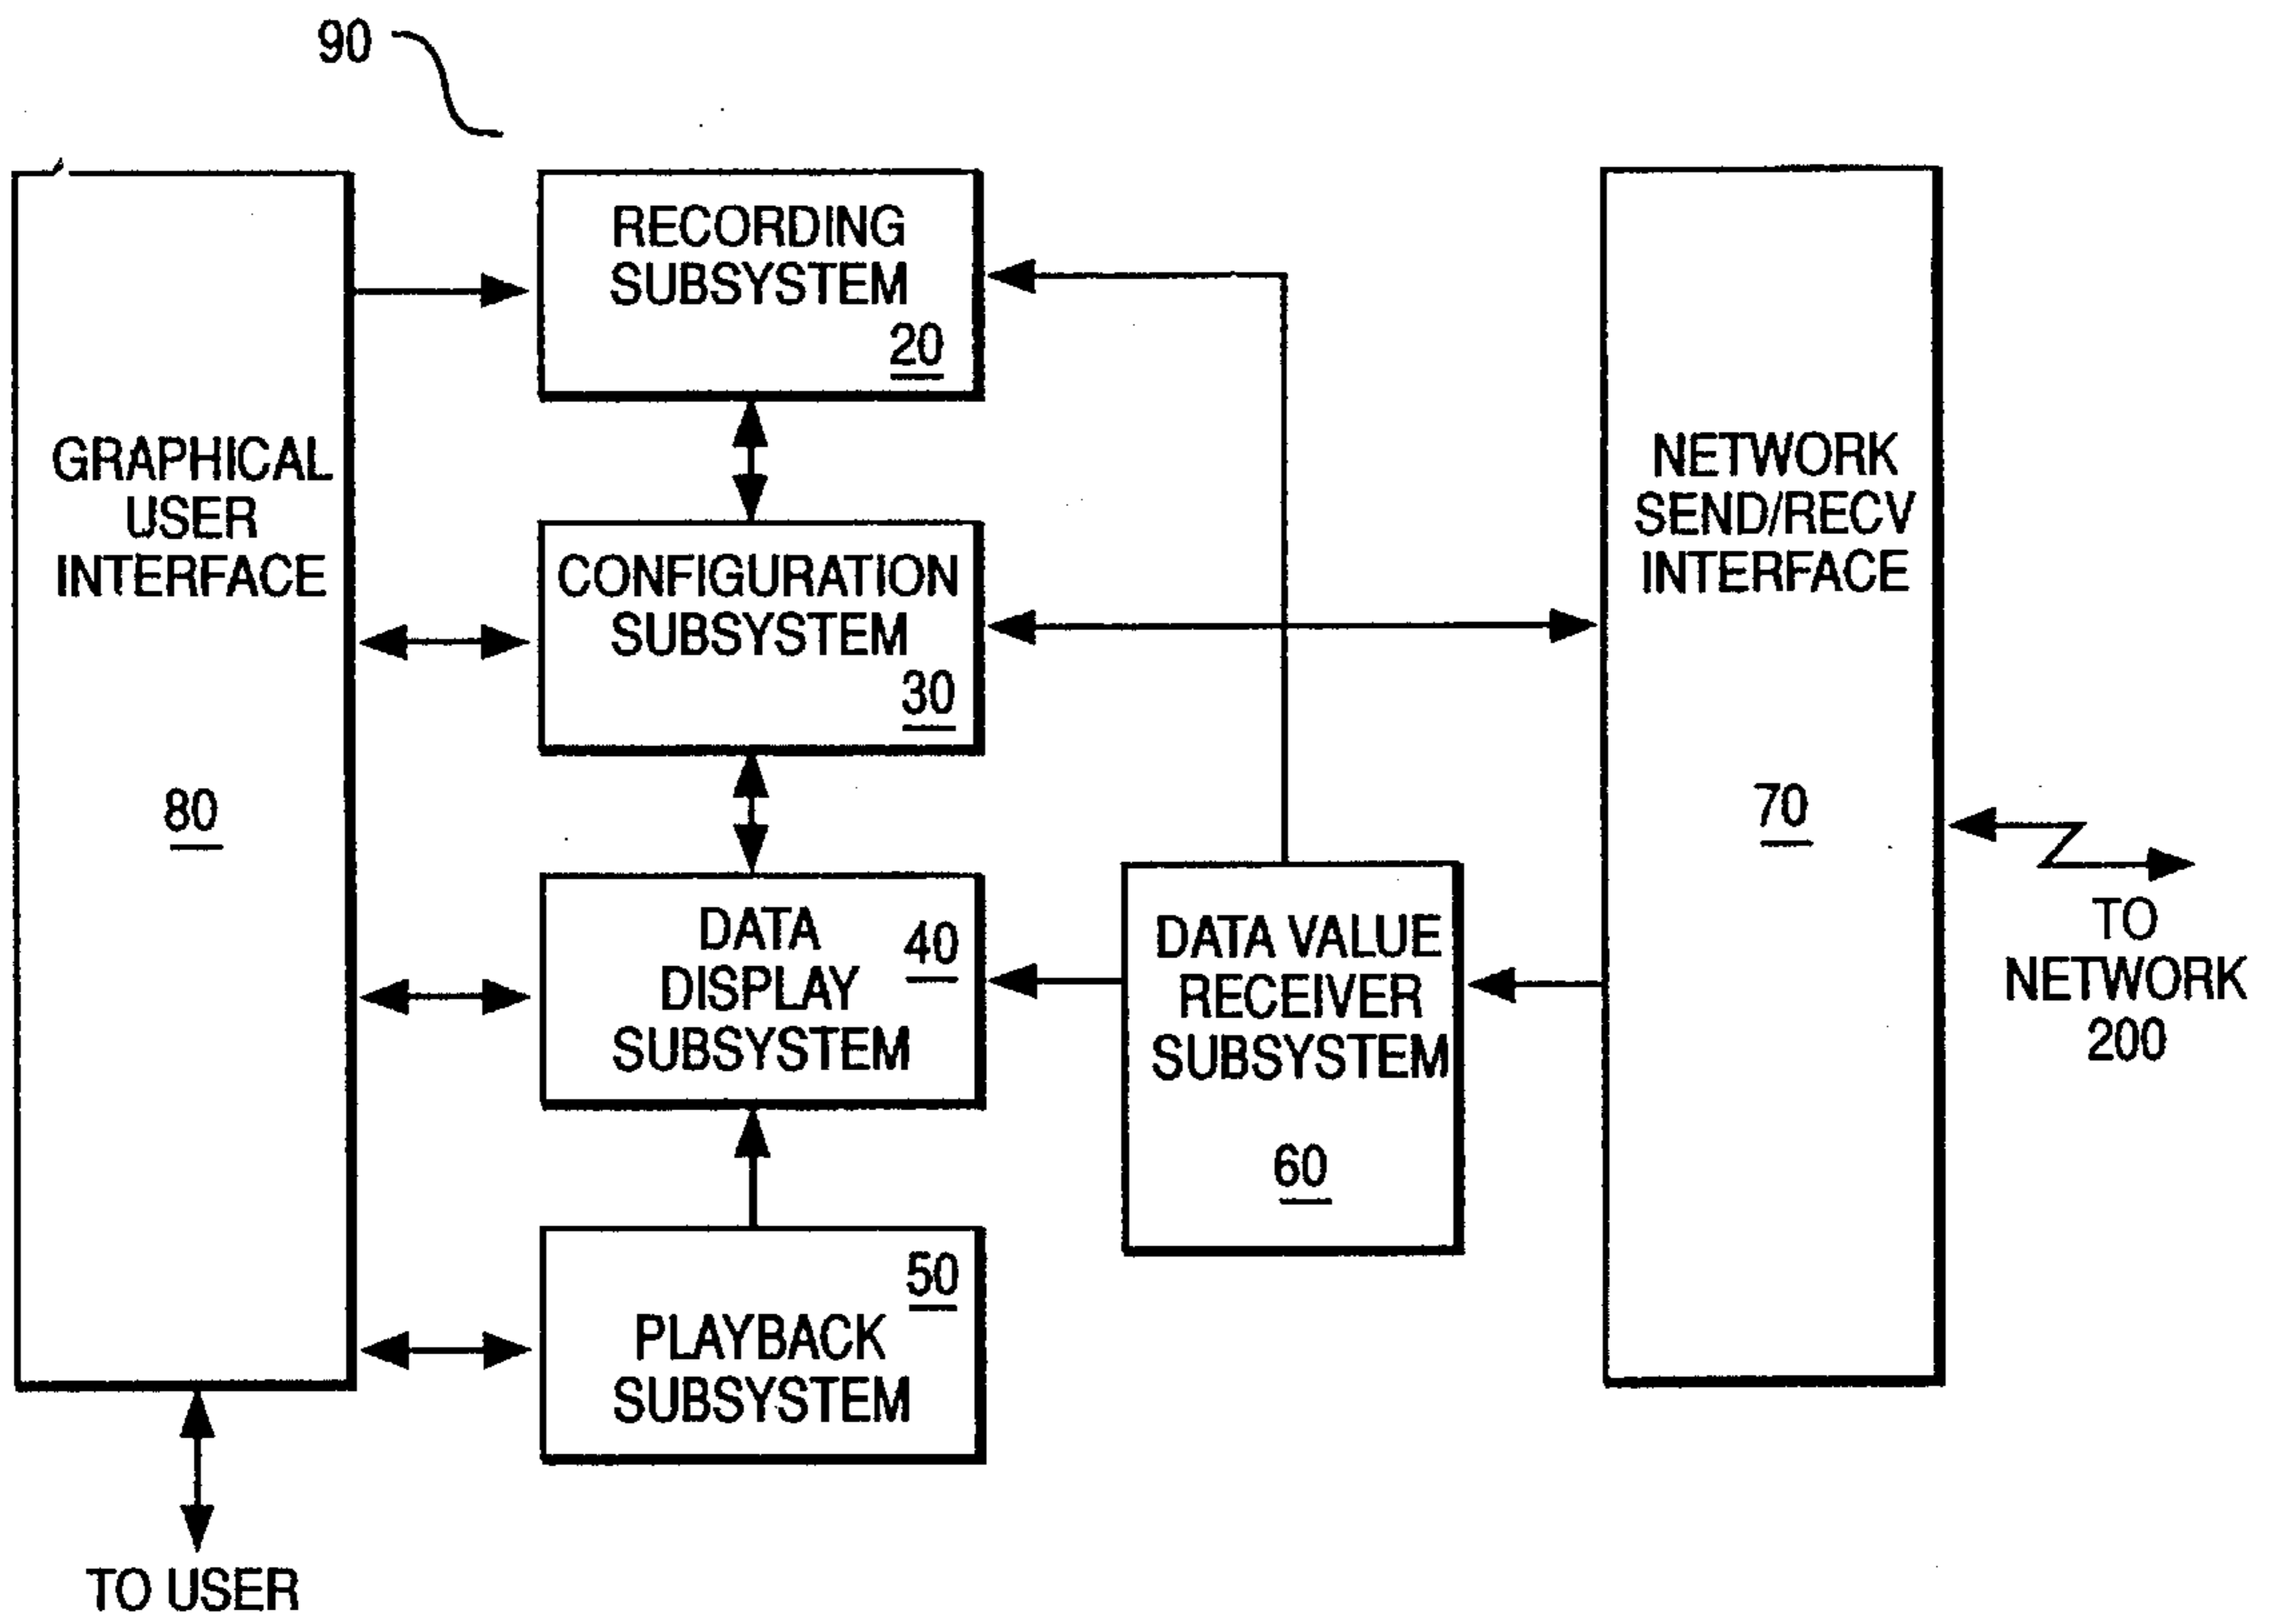 90
GRAPHICAL
USER
INTERFACE
80
TO USER
RECORDING
SUBSYSTEM
20
CONFIGURATION
SUBSYSTEM
30
DATA
DISPLAY
SUBSYSTEM
40
50
PLAYBACK
SUBSYSTEM
DATA VALUE
RECEIVER
SUBSYSTEM
60
NETWORK
SEND/RECV
INTERFACE
70
TO
NETWORK
200